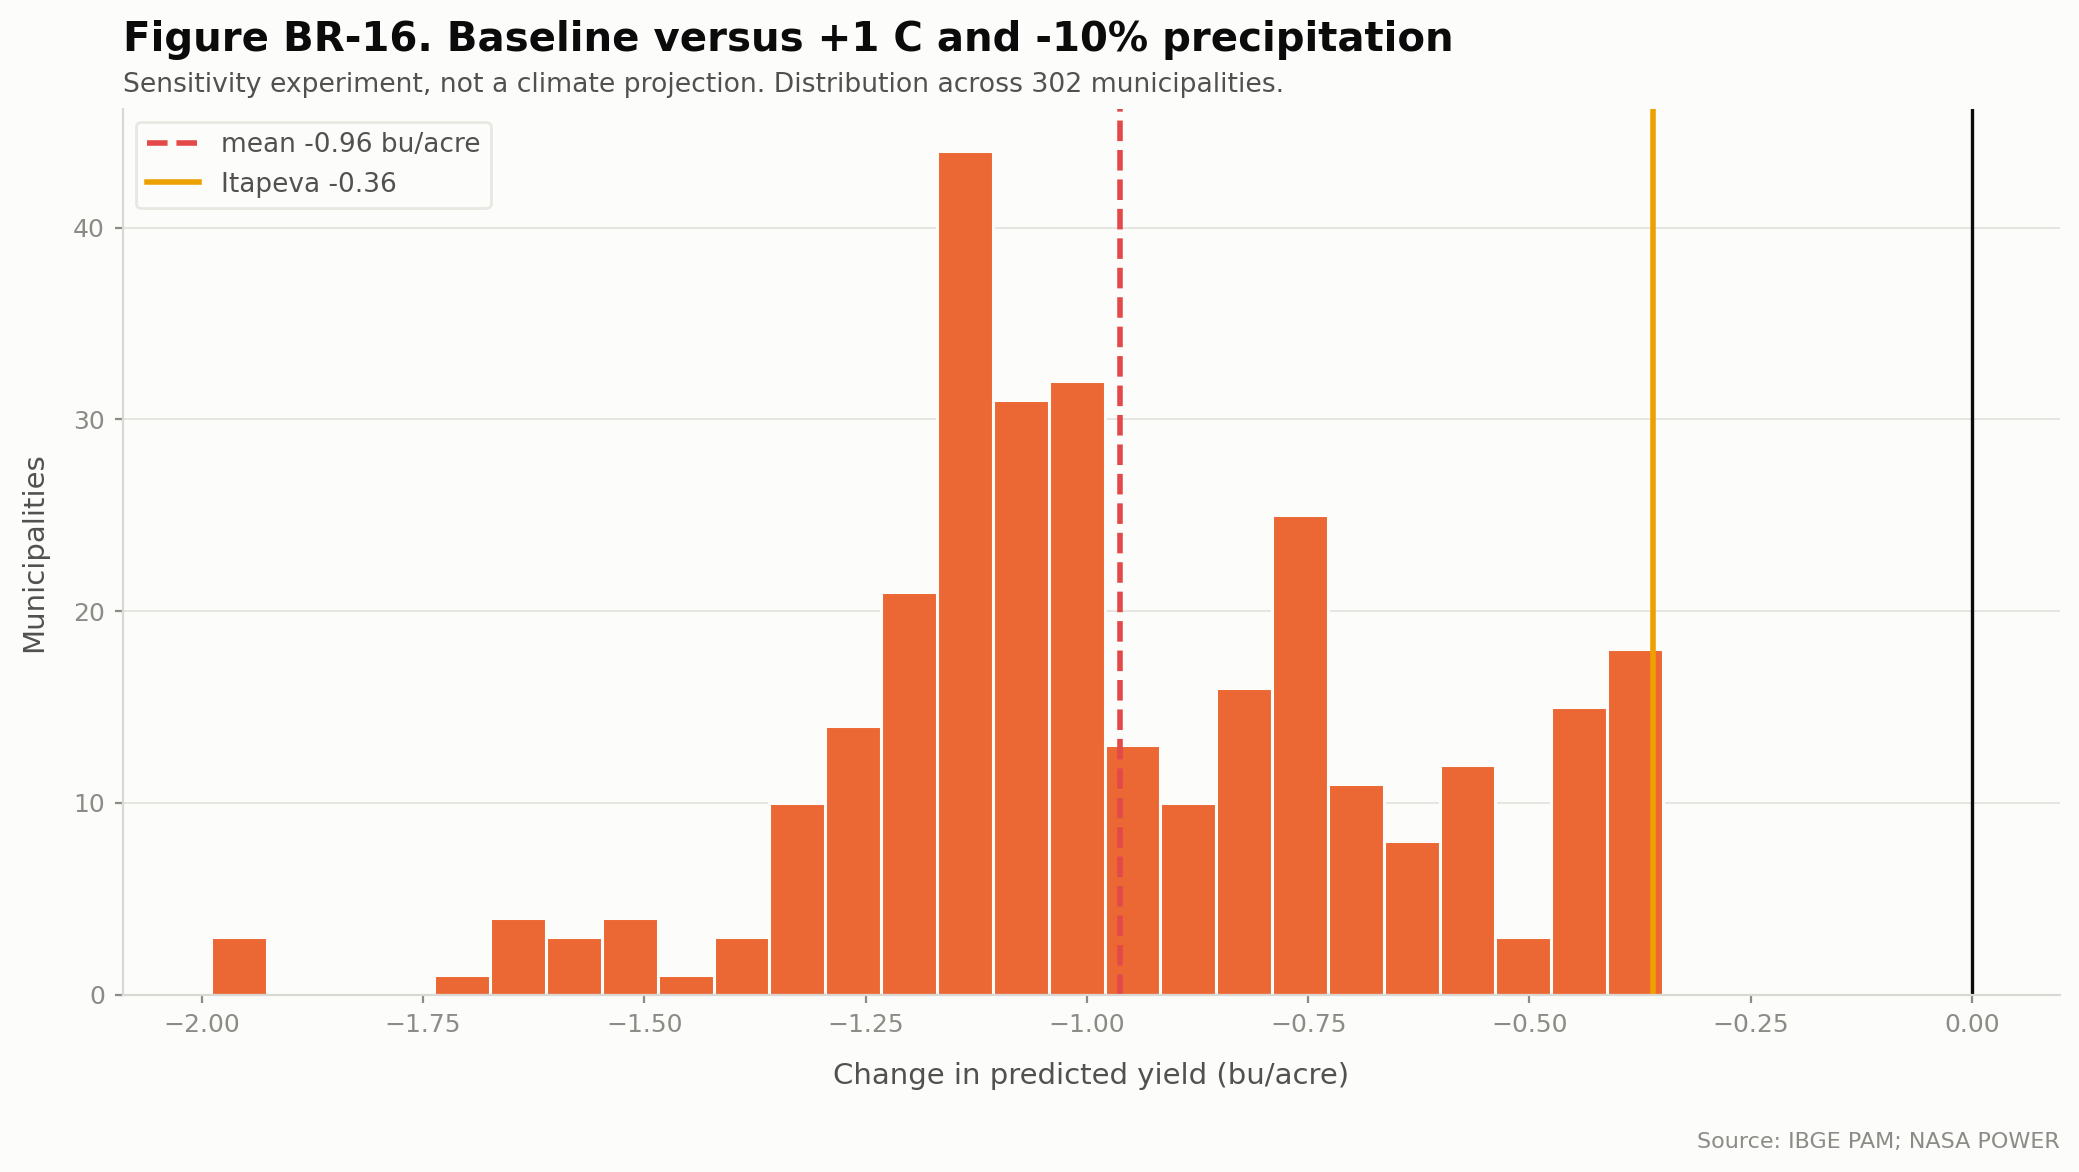 Figure BR-16. Baseline versus +1 C and -10% precipitation
Sensitivity experiment, not a climate projection. Distribution across 302 municipalities.
mean -0.96 bu/acre
Itapeva -0.36
Municipalities
40
30
20
10
0
−2.00
−1.75
−1.50
−1.25
−1.00
−0.75
−0.50
−0.25
0.00
Change in predicted yield (bu/acre)
Source: IBGE PAM; NASA POWER